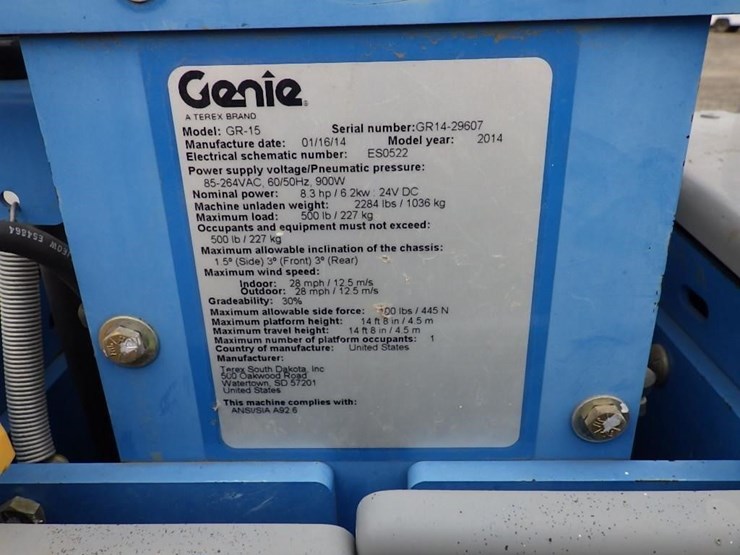 Genie
A TEREX BRAND
Model: GR-15 Serial number:GR14-29607
Manufacture date: 01/16/14 Model year: 2014
Electrical schematic number: ES0522
Power supply voltage/Pneumatic pressure:
85-264VAC, 60/50Hz, 900W
Nominal power: 8.3 hp / 6.2kw : 24V DC
Machine unladen weight: 2284 lbs / 1036 kg
Maximum load: 500 lb / 227 kg
Occupants and equipment must not exceed:
500 lb / 227 kg
Maximum allowable inclination of the chassis:
1.5° (Side) 3° (Front) 3° (Rear)
Maximum wind speed:
Indoor: 28 mph / 12.5 m/s
Outdoor: 28 mph / 12.5 m/s
Gradeability: 30%
Maximum allowable side force: lbs / 445 N
Maximum platform height: 14 ft 8 in / 4.5 m
Maximum travel height: 14 ft 8 in / 4.5 m
Maximum number of platform occupants: 1
Country of manufacture: United States
Manufacturer:
Terex South Dakota, Inc
500 Oakwood Road
Watertown, SD 57201
United States
This machine complies with:
ANSI/SIA A92.6